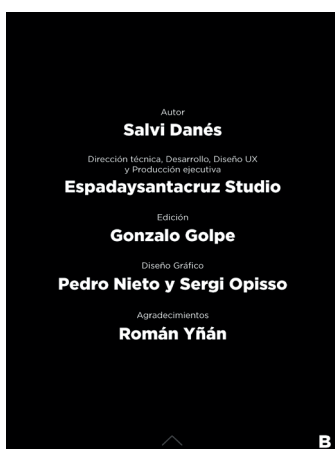 Autor
Salvi Danés
Dirección técnica, Desarrollo, Diseño UX
y Producción ejecutiva
Espadaysantacruz Studio
Edición
Gonzalo Golpe
Diseño Gráfico
Pedro Nieto y Sergi Opisso
Agradecimientos
Román Yñán
B